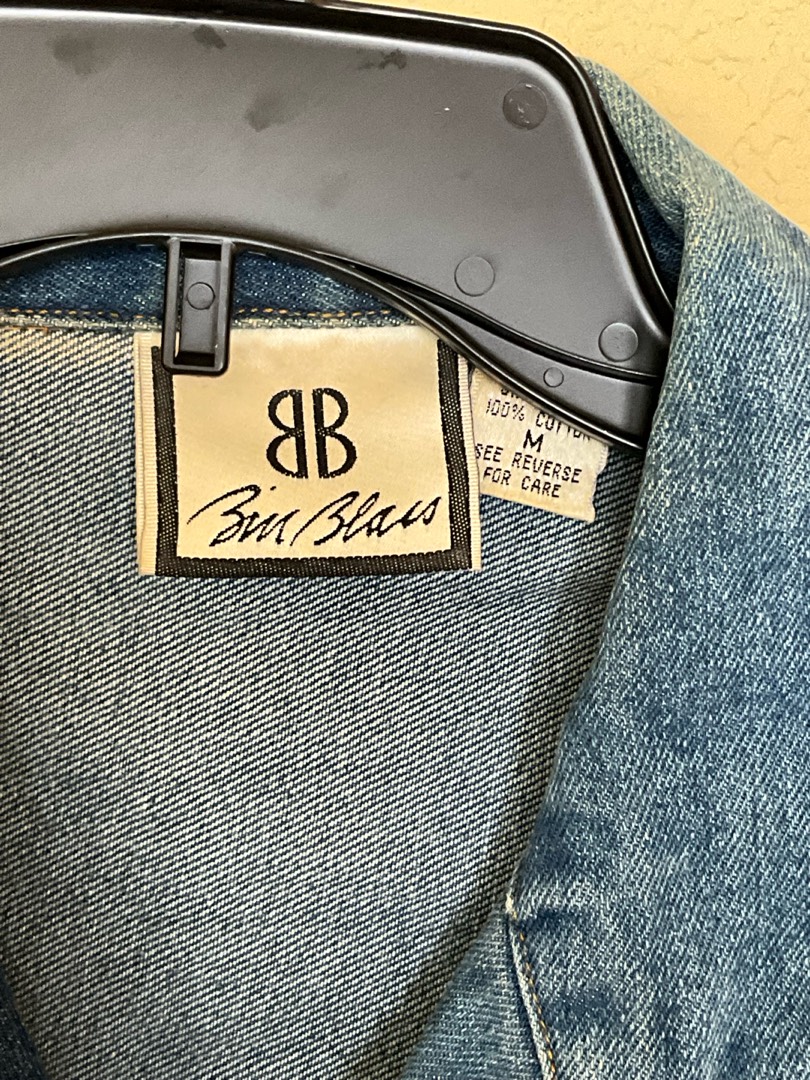 BB
Bill Blass
100% COTTON
M
SEE REVERSE
FOR CARE